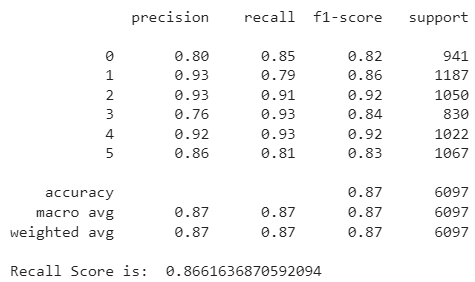 precision recall f1-score support
0 0.80 0.85 0.82 941
1 0.93 0.79 0.86 1187
2 0.93 0.91 0.92 1050
3 0.76 0.93 0.84 830
4 0.92 0.93 0.92 1022
5 0.86 0.81 0.83 1067
accuracy 0.87 6097
macro avg 0.87 0.87 0.87 6097
weighted avg 0.87 0.87 0.87 6097
Recall Score is: 0.8661636870592094